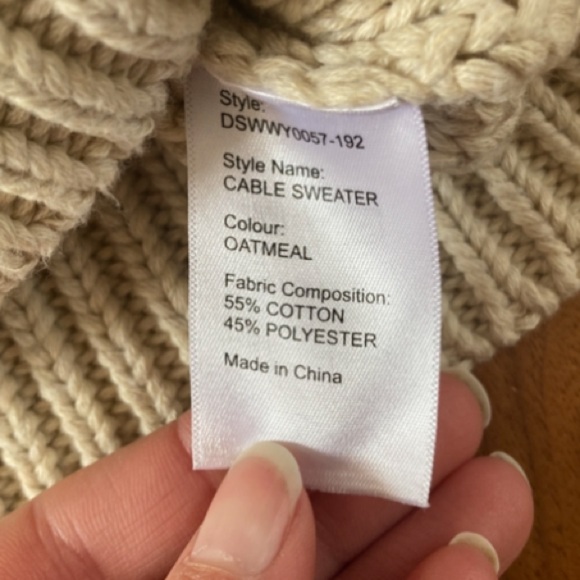 Style:
DSWWY0057-192
Style Name:
CABLE SWEATER
Colour:
OATMEAL
Fabric Composition:
55% COTTON
45% POLYESTER
Made in China